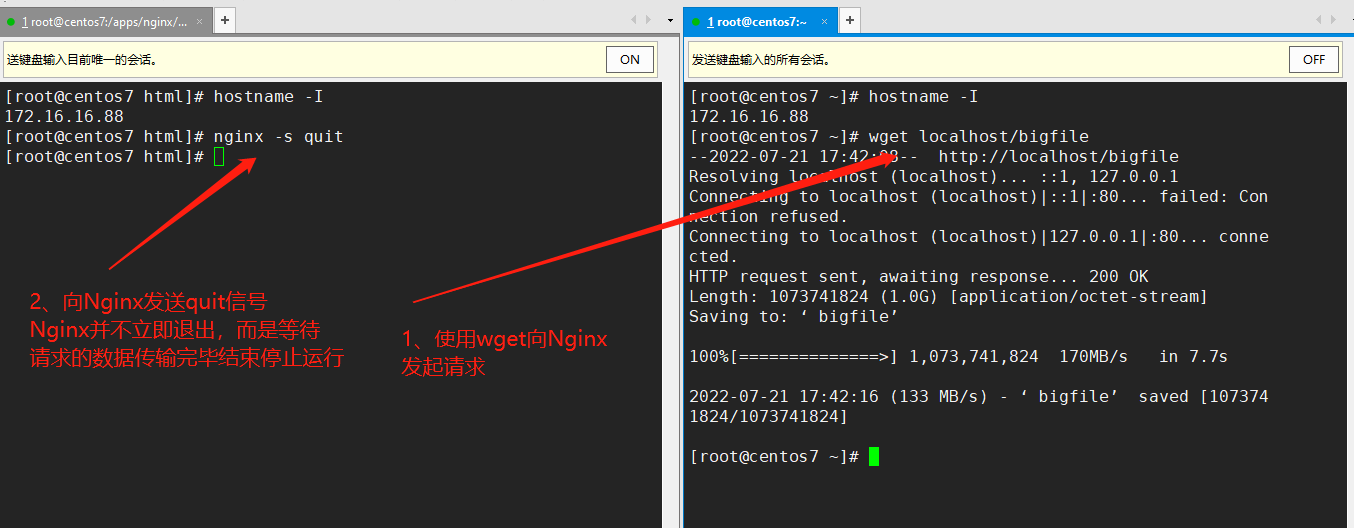 1 root@centos7:/apps/nginx/...
送键盘输入目前唯一的会话。
ON
[root@centos7 html]# hostname -I
172.16.16.88
[root@centos7 html]# nginx -s quit
[root@centos7 html]#
2、向Nginx发送quit信号
Nginx并不立即退出，而是等待
请求的数据传输完毕结束停止运行
1、使用wget向Nginx
发起请求
1 root@centos7:~
发送键盘输入的所有会话。
OFF
[root@centos7 ~]# hostname -I
172.16.16.88
[root@centos7 ~]# wget localhost/bigfile
--2022-07-21 17:42:08--  http://localhost/bigfile
Resolving localhost (localhost)... ::1, 127.0.0.1
Connecting to localhost (localhost)|::1|:80... failed: Con
nection refused.
Connecting to localhost (localhost)|127.0.0.1|:80... conne
cted.
HTTP request sent, awaiting response... 200 OK
Length: 1073741824 (1.0G) [application/octet-stream]
Saving to: ‘ bigfile’
100%[==============>] 1,073,741,824  170MB/s   in 7.7s
2022-07-21 17:42:16 (133 MB/s) - ‘ bigfile’  saved [107374
1824/1073741824]
[root@centos7 ~]#